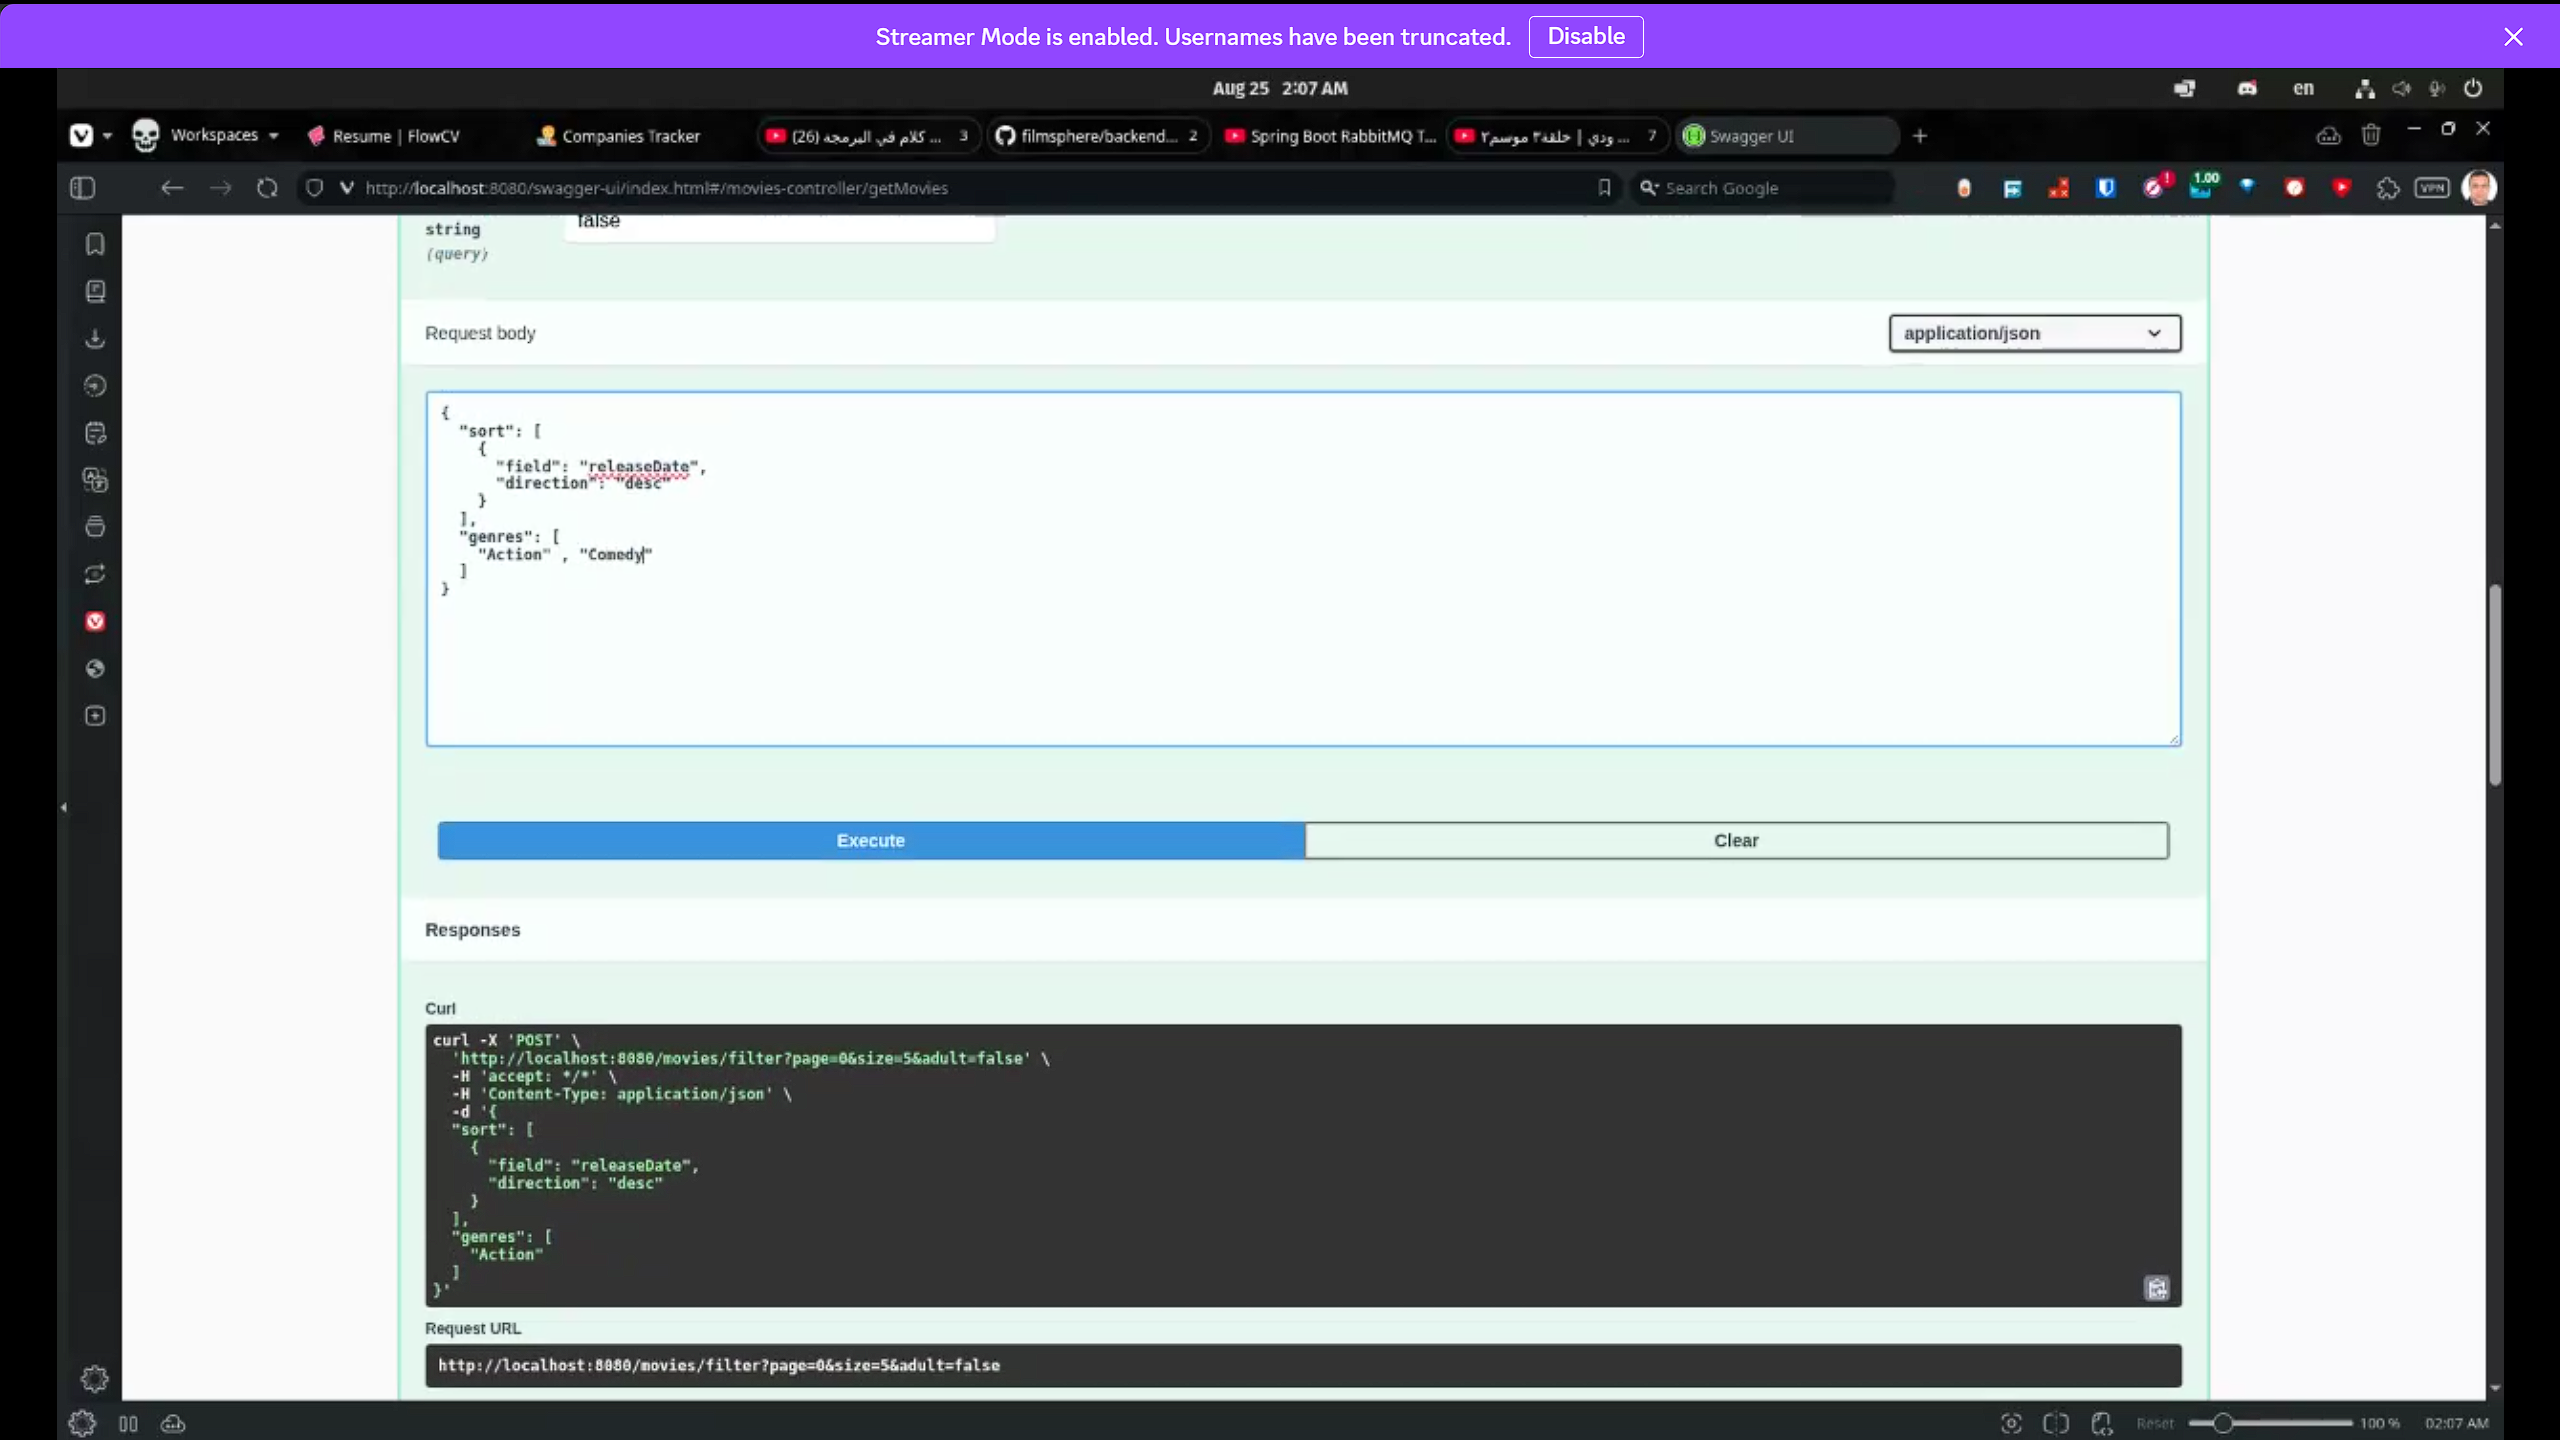 Streamer Mode is enabled. Usernames have been truncated. Disable
Aug 25 2:07 AM
en
Workspaces
Resume | FlowCV
Companies Tracker
(26) كلام في البرمجة ... 3
filmsphere/backend... 2
Spring Boot RabbitMQ T...
ودي | حلقة٣ موسم٢ ... 7
Swagger UI
http://localhost:8080/swagger-ui/index.html#/movies-controller/getMovies
Search Google
1.00
VPN
string
false
(query)
Request body
application/json
{
"sort": [
{
"field": "releaseDate",
"direction": "desc"
}
],
"genres": [
"Action" , "Comedy"
]
}
Execute
Clear
Responses
Curl
curl -X 'POST' \
'http://localhost:8080/movies/filter?page=0&size=5&adult=false' \
-H 'accept: */*' \
-H 'Content-Type: application/json' \
-d '{
"sort": [
{
"field": "releaseDate",
"direction": "desc"
}
],
"genres": [
"Action"
]
}'
Request URL
http://localhost:8080/movies/filter?page=0&size=5&adult=false
Reset
100 %
02:07 AM